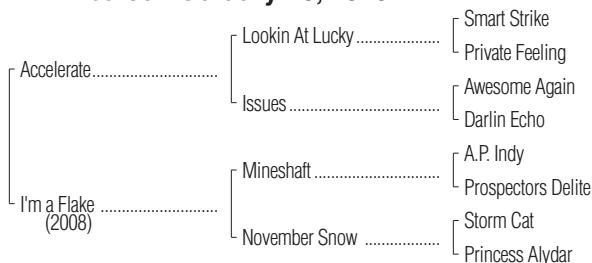 Lookin At Lucky
Smart Strike
Private Feeling
Accelerate
Issues
Awesome Again
Darlin Echo
Mineshaft
A.P. Indy
Prospectors Delite
I'm a Flake
(2008)
November Snow
Storm Cat
Princess Alydar